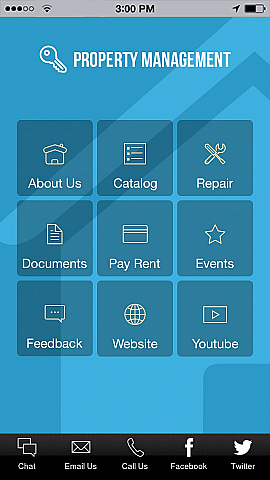 3:00 PM
PROPERTY MANAGEMENT
About Us Catalog Repair
Documents Pay Rent Events
Feedback Website Youtube
Chat Email Us Call Us Facebook Twitter